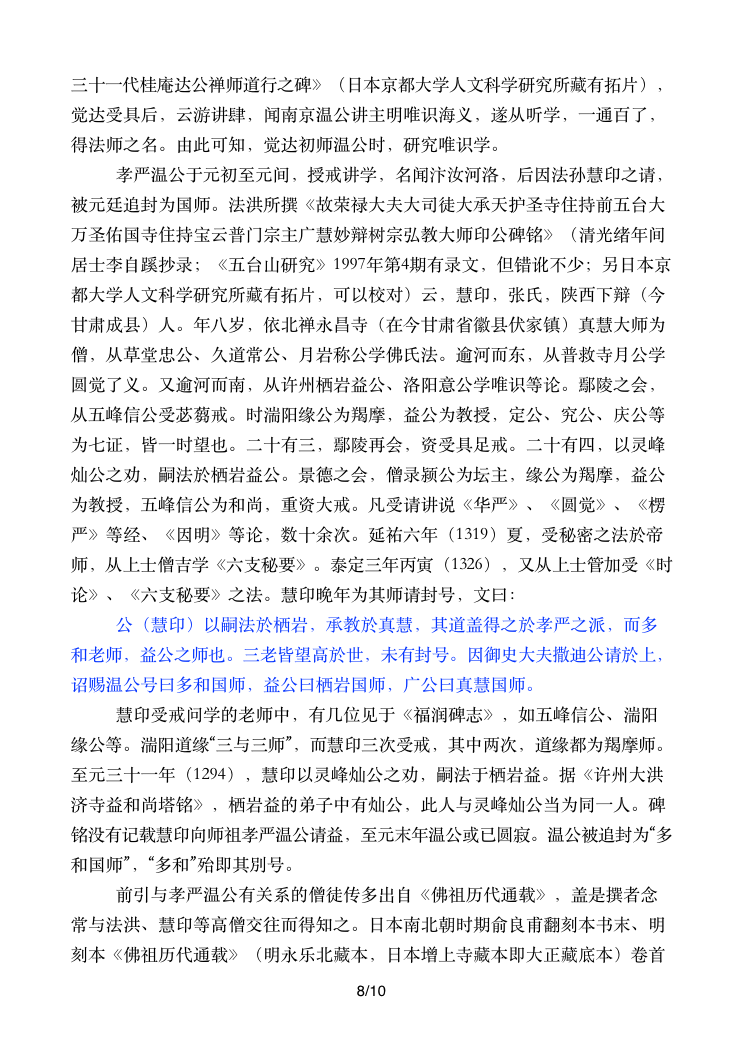 三十一代桂庵达公禅师道行之碑》（日本京都大学人文科学研究所藏有拓片），
觉达受具后，云游讲肆，闻南京温公讲主明唯识海义，遂从听学，一通百了，
得法师之名。由此可知，觉达初师温公时，研究唯识学。
孝严温公于元初至元间，授戒讲学，名闻汴汝河洛，后因法孙慧印之请，
被元廷追封为国师。法洪所撰《故荣禄大夫大司徒大承天护圣寺住持前五台大
万圣佑国寺住持宝云普门宗主广慧妙辩树宗弘教大师印公碑铭》（清光绪年间
居士李自蹊抄录；《五台山研究》1997年第4期有录文，但错讹不少；另日本京
都大学人文科学研究所藏有拓片，可以校对）云，慧印，张氏，陕西下辩（今
甘肃成县）人。年八岁，依北禅永昌寺（在今甘肃省徽县伏家镇）真慧大师为
僧，从草堂忠公、久道常公、月岩称公学佛氏法。逾河而东，从普救寺月公学
圆觉了义。又逾河而南，从许州栖岩益公、洛阳意公学唯识等论。鄢陵之会，
从五峰信公受苾蒭戒。时湍阳缘公为羯摩，益公为教授，定公、究公、庆公等
为七证，皆一时望也。二十有三，鄢陵再会，资受具足戒。二十有四，以灵峰
灿公之劝，嗣法於栖岩益公。景德之会，僧录颍公为坛主，缘公为羯摩，益公
为教授，五峰信公为和尚，重资大戒。凡受请讲说《华严》、《圆觉》、《楞
严》等经、《因明》等论，数十余次。延祐六年（1319）夏，受秘密之法於帝
师，从上士僧吉学《六支秘要》。泰定三年丙寅（1326），又从上士管加受《时
论》、《六支秘要》之法。慧印晚年为其师请封号，文曰：
公（慧印）以嗣法於栖岩，承教於真慧，其道盖得之於孝严之派，而多
和老师，益公之师也。三老皆望高於世，未有封号。因御史大夫撒迪公请於上，
诏赐温公号曰多和国师，益公曰栖岩国师，广公曰真慧国师。
慧印受戒问学的老师中，有几位见于《福润碑志》，如五峰信公、湍阳
缘公等。湍阳道缘“三与三师”，而慧印三次受戒，其中两次，道缘都为羯摩师。
至元三十一年（1294），慧印以灵峰灿公之劝，嗣法于栖岩益。据《许州大洪
济寺益和尚塔铭》，栖岩益的弟子中有灿公，此人与灵峰灿公当为同一人。碑
铭没有记载慧印向师祖孝严温公请益，至元末年温公或已圆寂。温公被追封为“多
和国师”，“多和”殆即其别号。
前引与孝严温公有关系的僧徒传多出自《佛祖历代通载》，盖是撰者念
常与法洪、慧印等高僧交往而得知之。日本南北朝时期俞良甫翻刻本书末、明
刻本《佛祖历代通载》（明永乐北藏本，日本增上寺藏本即大正藏底本）卷首
8/10